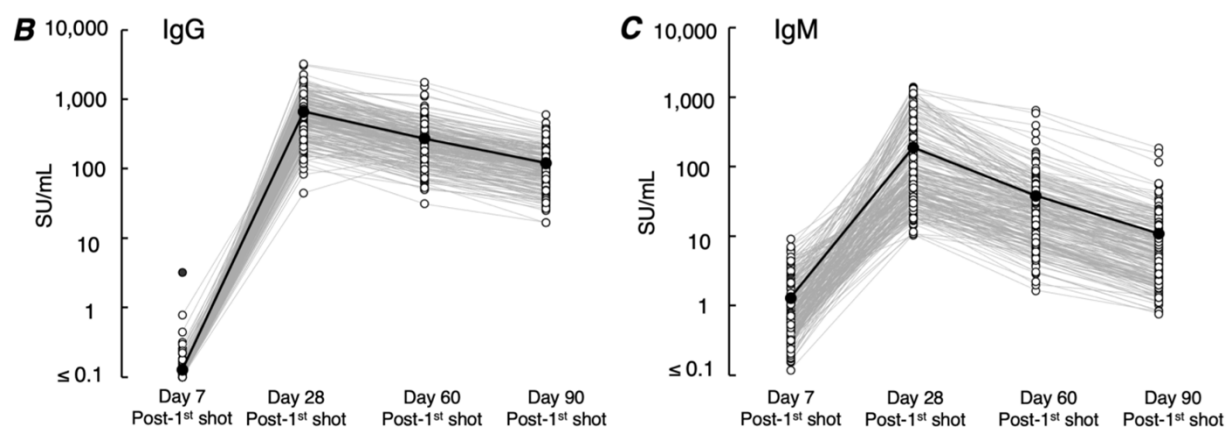 B IgG
10,000
1,000
100
10
1
≤ 0.1
SU/mL
Day 7
Post-1st shot
Day 28
Post-1st shot
Day 60
Post-1st shot
Day 90
Post-1st shot
C IgM
10,000
1,000
100
10
1
≤ 0.1
SU/mL
Day 7
Post-1st shot
Day 28
Post-1st shot
Day 60
Post-1st shot
Day 90
Post-1st shot